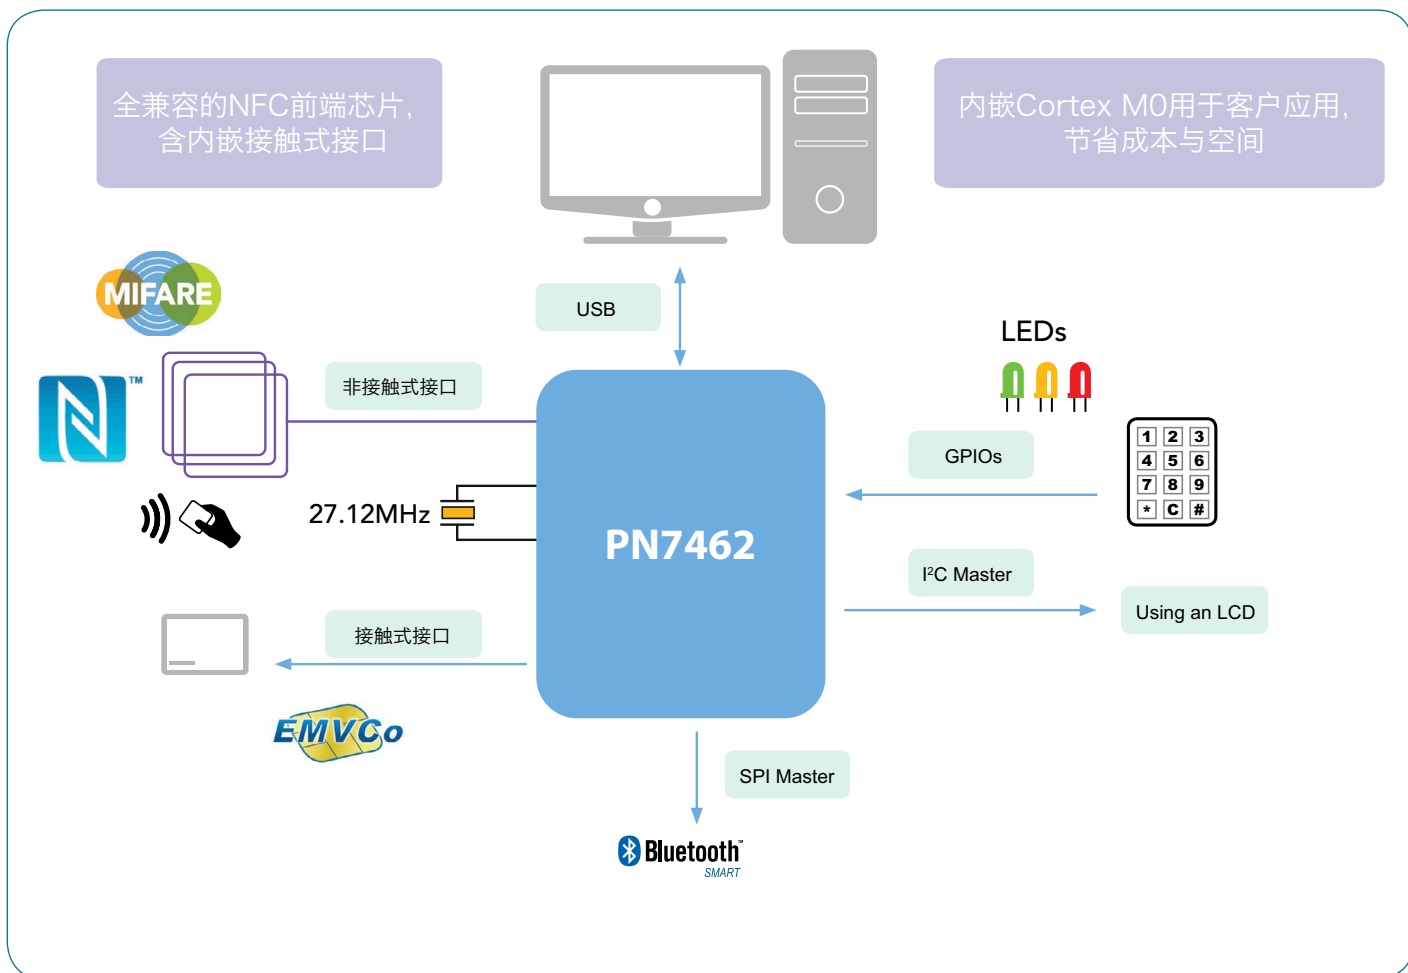 全兼容的NFC前端芯片,
含内嵌接触式接口
内嵌Cortex M0用于客户应用,
节省成本与空间
MIFARE
USB
LEDs
TM
非接触式接口
GPIOs
1 2 3
4 5 6
7 8 9
* C #
27.12MHz
PN7462
I²C Master
Using an LCD
接触式接口
EMVCo
SPI Master
Bluetooth™
SMART